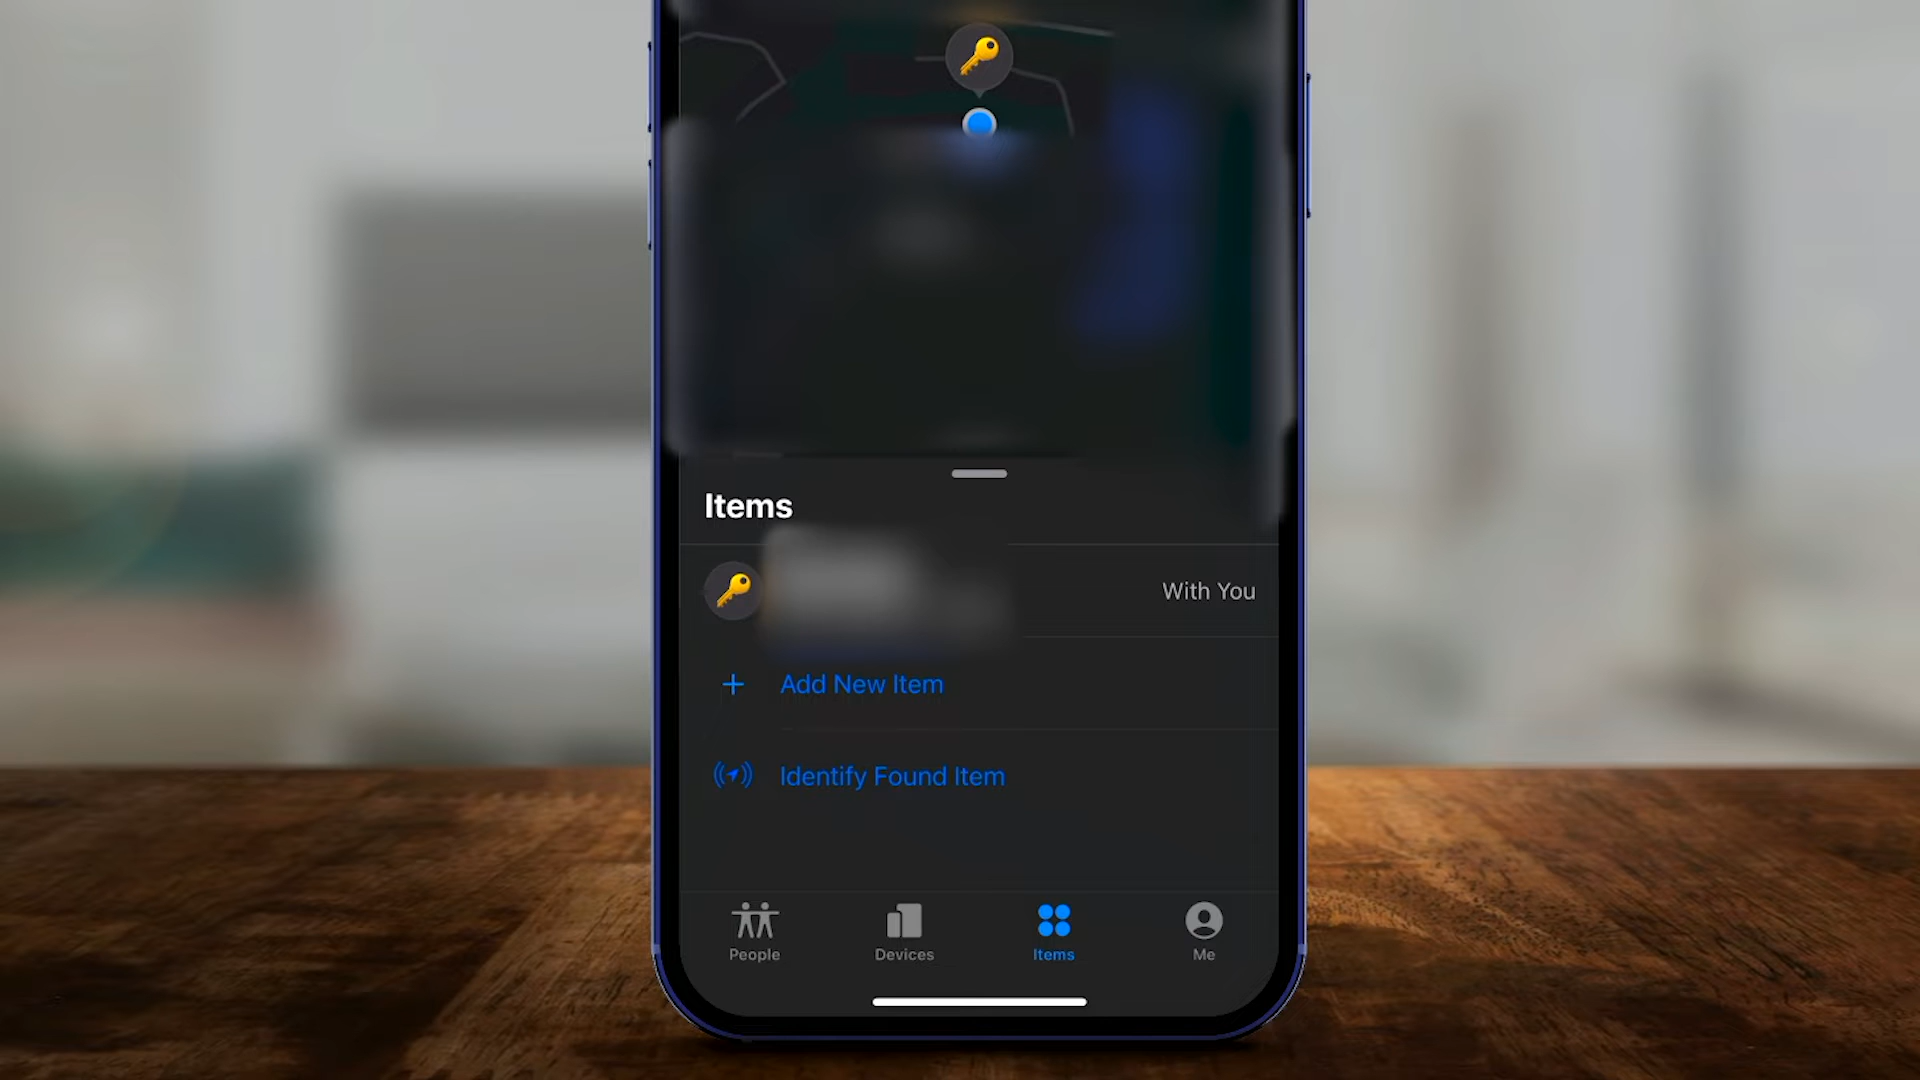 Items
With You
Add New Item
Identify Found Item
People
Devices
Items
Me